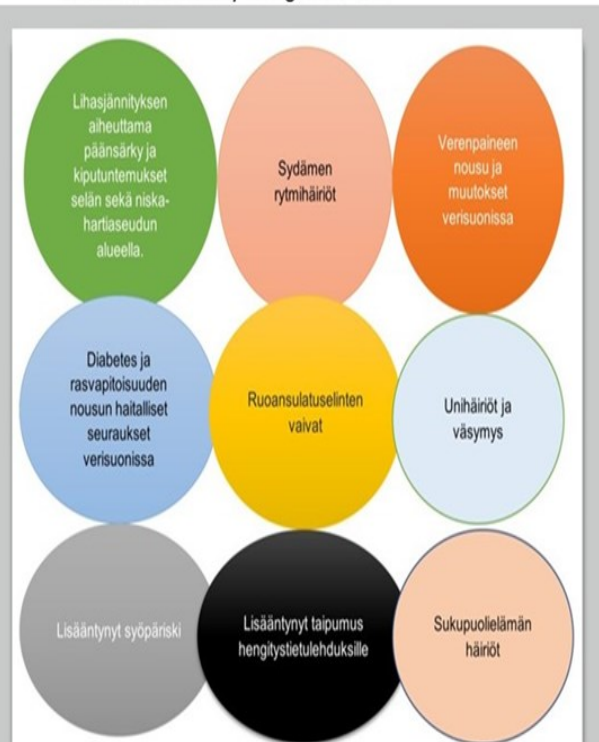 Lihasjännityksen
aiheuttama
päänsärky ja
kiputuntemukset
selän sekä niska-
hartiaseudun
alueella.
Sydämen
rytmihäiriöt
Verenpaineen
nousu ja
muutokset
verisuonissa
Diabetes ja
rasvapitoisuuden
nousun haitalliset
seuraukset
verisuonissa
Ruoansulatuselinten
vaivat
Unihäiriöt ja
väsymys
Lisääntynyt syöpäriski
Lisääntynyt taipumus
hengitystietulehduksille
Sukupuolielämän
häiriöt